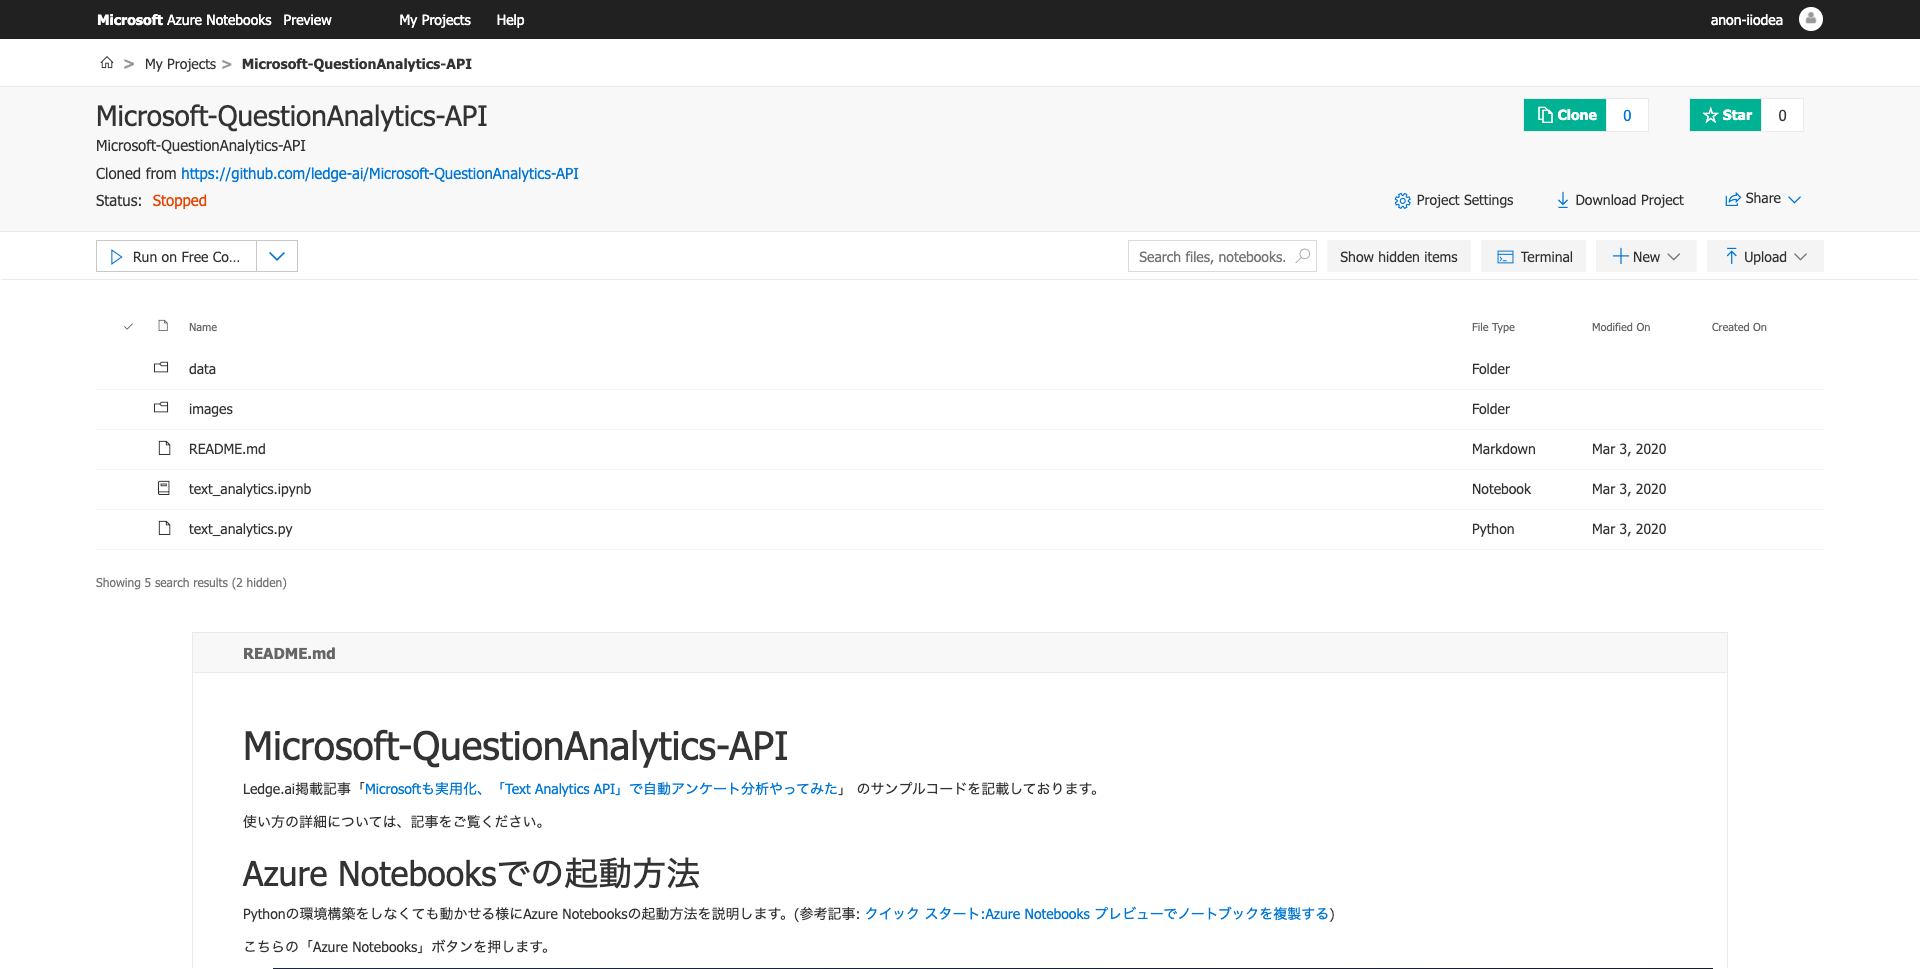 Microsoft Azure Notebooks Preview My Projects Help anon-iiodea
> My Projects > Microsoft-QuestionAnalytics-API
Microsoft-QuestionAnalytics-API
Clone 0 Star 0
Microsoft-QuestionAnalytics-API
Cloned from https://github.com/ledge-ai/Microsoft-QuestionAnalytics-API
Status: Stopped
Project Settings Download Project Share
Run on Free Co... Search files, notebooks. Show hidden items Terminal New Upload
Name File Type Modified On Created On
data Folder
images Folder
README.md Markdown Mar 3, 2020
text_analytics.ipynb Notebook Mar 3, 2020
text_analytics.py Python Mar 3, 2020
Showing 5 search results (2 hidden)
README.md
Microsoft-QuestionAnalytics-API
Ledge.ai掲載記事「Microsoftも実用化、「Text Analytics API」で自動アンケート分析やってみた」 のサンプルコードを記載しております。
使い方の詳細については、記事をご覧ください。
Azure Notebooksでの起動方法
Pythonの環境構築をしなくても動かせる様にAzure Notebooksの起動方法を説明します。(参考記事: クイック スタート:Azure Notebooks プレビューでノートブックを複製する)
こちらの「Azure Notebooks」ボタンを押します。